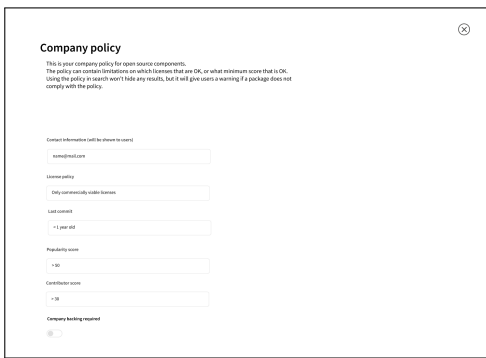 Company policy
This is your company policy for open source components.
The policy can contain limitations on which licenses that are OK, or what minimum score that is OK.
Using the policy in search won't hide any results, but it will give users a warning if a package does not
comply with the policy.
Contact information (will be shown to users)
name@mail.com
License policy
Only commercially viable licenses
Last commit
< 1 year old
Popularity score
> 50
Contributor score
> 30
Company backing required